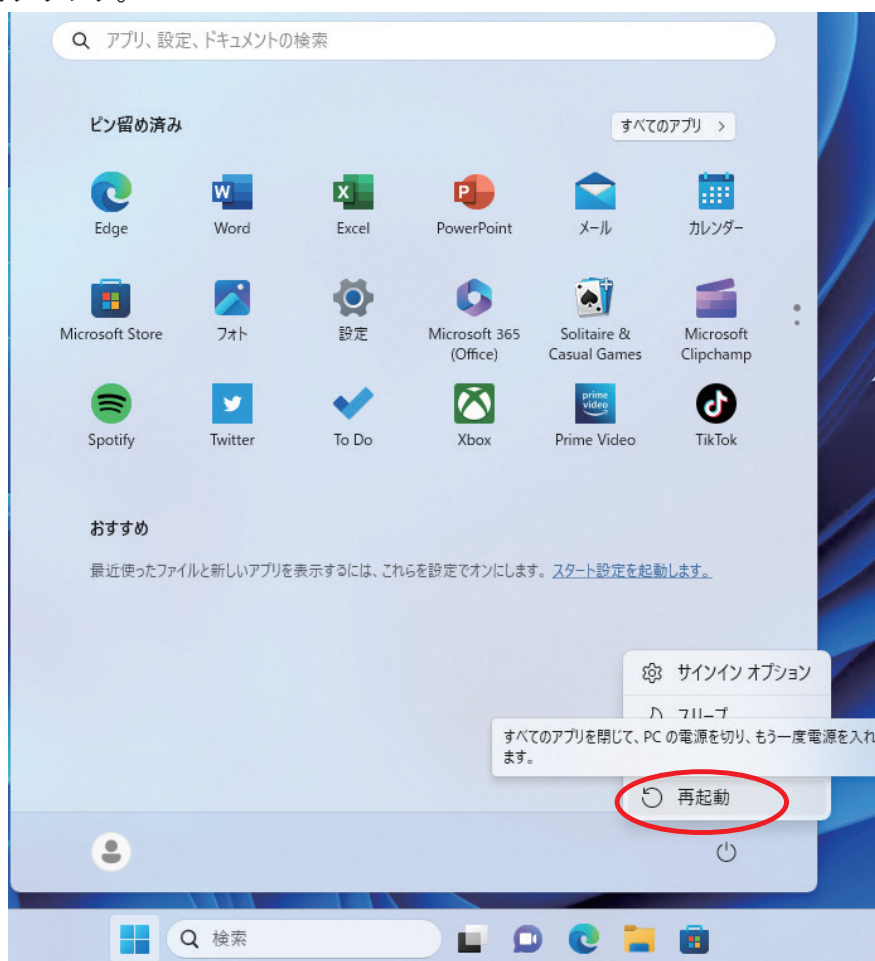 アプリ、設定、ドキュメントの検索
ピン留め済み
すべてのアプリ >
Edge
Word
Excel
PowerPoint
メール
カレンダー
Microsoft Store
フォト
設定
Microsoft 365
(Office)
Solitaire &
Casual Games
Microsoft
Clipchamp
Spotify
Twitter
To Do
Xbox
prime
video
Prime Video
TikTok
おすすめ
最近使ったファイルと新しいアプリを表示するには、これらを設定でオンにします。スタート設定を起動します。
サインイン オプション
スリープ
すべてのアプリを閉じて、PC の電源を切り、もう一度電源を入れ
ます。
再起動
検索